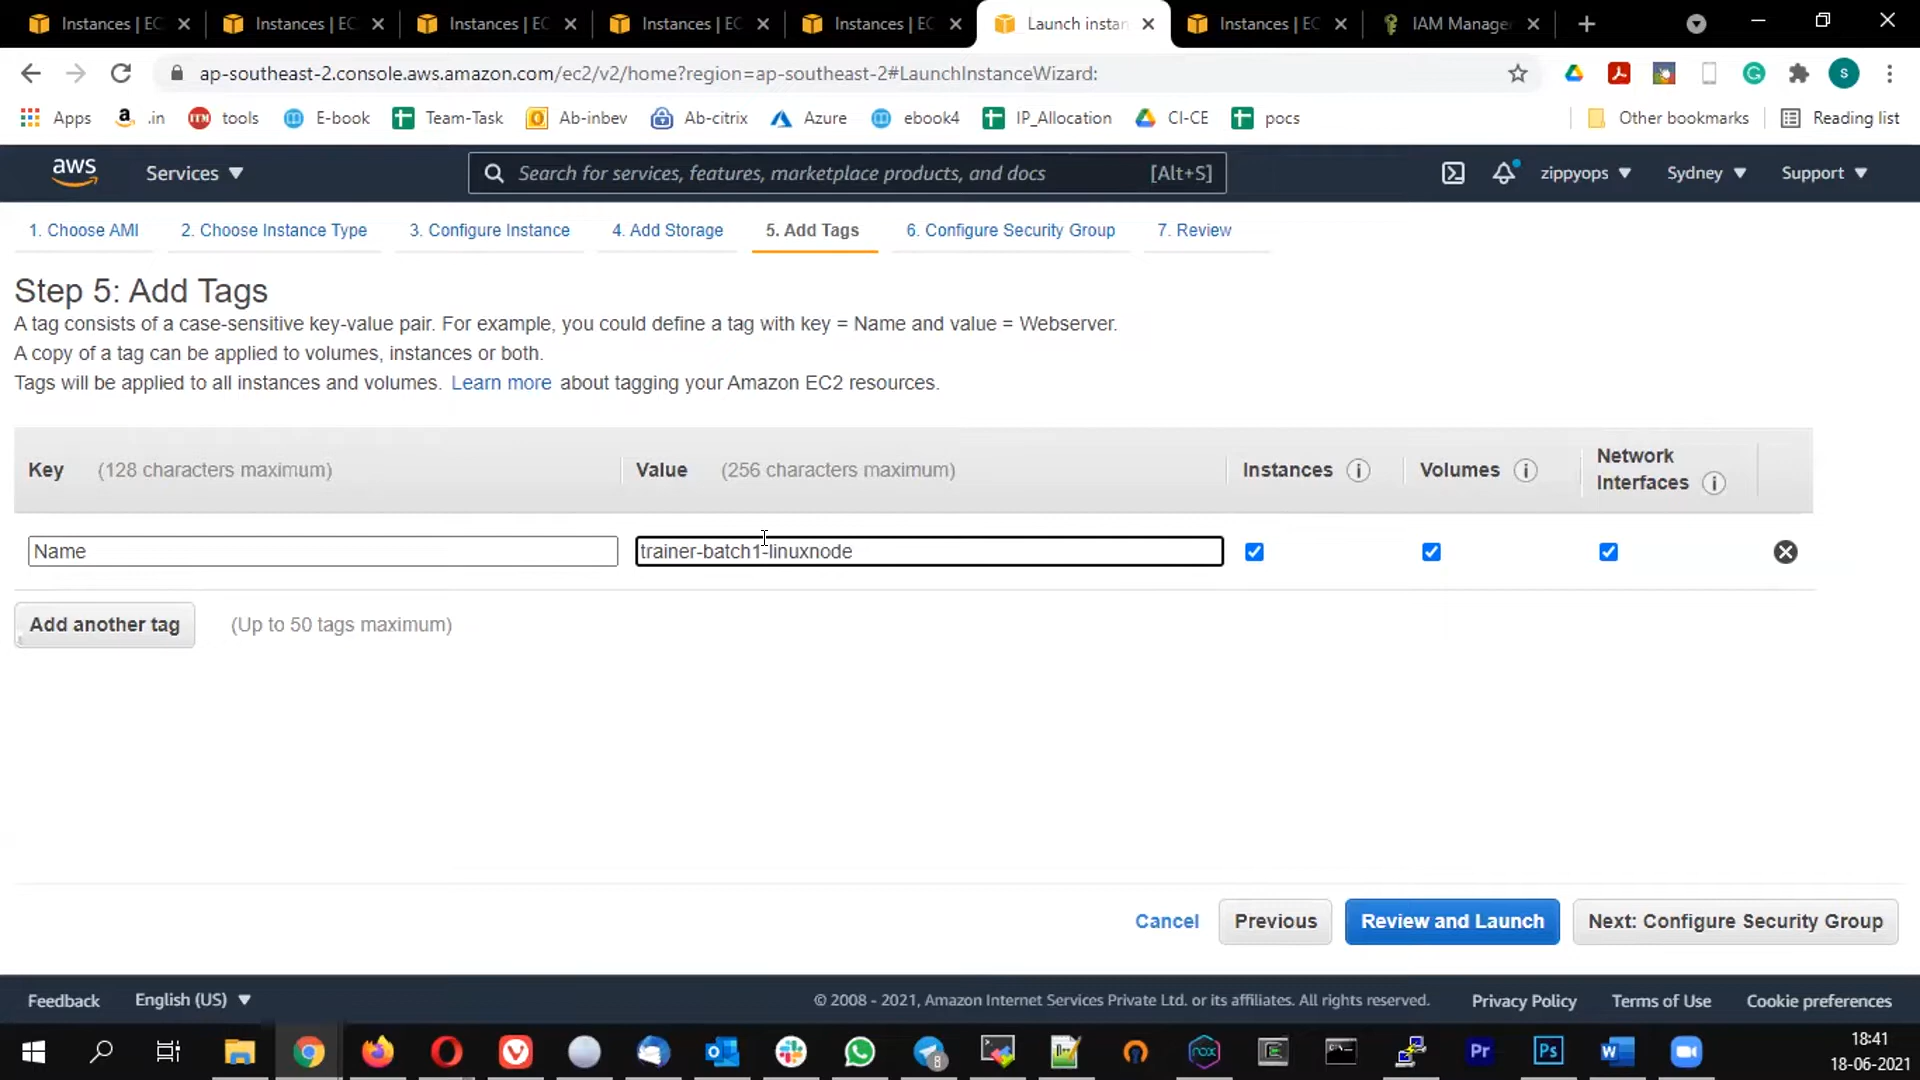 Instances | EC
Instances | EC
Instances | EC
Instances | EC
Instances | EC
Launch instan
Instances | EC
IAM Manage
ap-southeast-2.console.aws.amazon.com/ec2/v2/home?region=ap-southeast-2#LaunchInstanceWizard:
S
Apps
a .in
ITM tools
E-book
Team-Task
Ab-inbev
Ab-citrix
Azure
ebook4
IP_Allocation
CI-CE
pocs
Other bookmarks
Reading list
aws
Services
Search for services, features, marketplace products, and docs [Alt+S]
zippyops
Sydney
Support
1. Choose AMI
2. Choose Instance Type
3. Configure Instance
4. Add Storage
5. Add Tags
6. Configure Security Group
7. Review
Step 5: Add Tags
A tag consists of a case-sensitive key-value pair. For example, you could define a tag with key = Name and value = Webserver.
A copy of a tag can be applied to volumes, instances or both.
Tags will be applied to all instances and volumes. Learn more about tagging your Amazon EC2 resources.
Key (128 characters maximum)
Value (256 characters maximum)
Instances
Volumes
Network
Interfaces
Name
trainer-batch1-linuxnode
Add another tag
(Up to 50 tags maximum)
Cancel
Previous
Review and Launch
Next: Configure Security Group
Feedback
English (US)
© 2008 - 2021, Amazon Internet Services Private Ltd. or its affiliates. All rights reserved.
Privacy Policy
Terms of Use
Cookie preferences
8
nox
Pr
Ps
W
18:41
18-06-2021